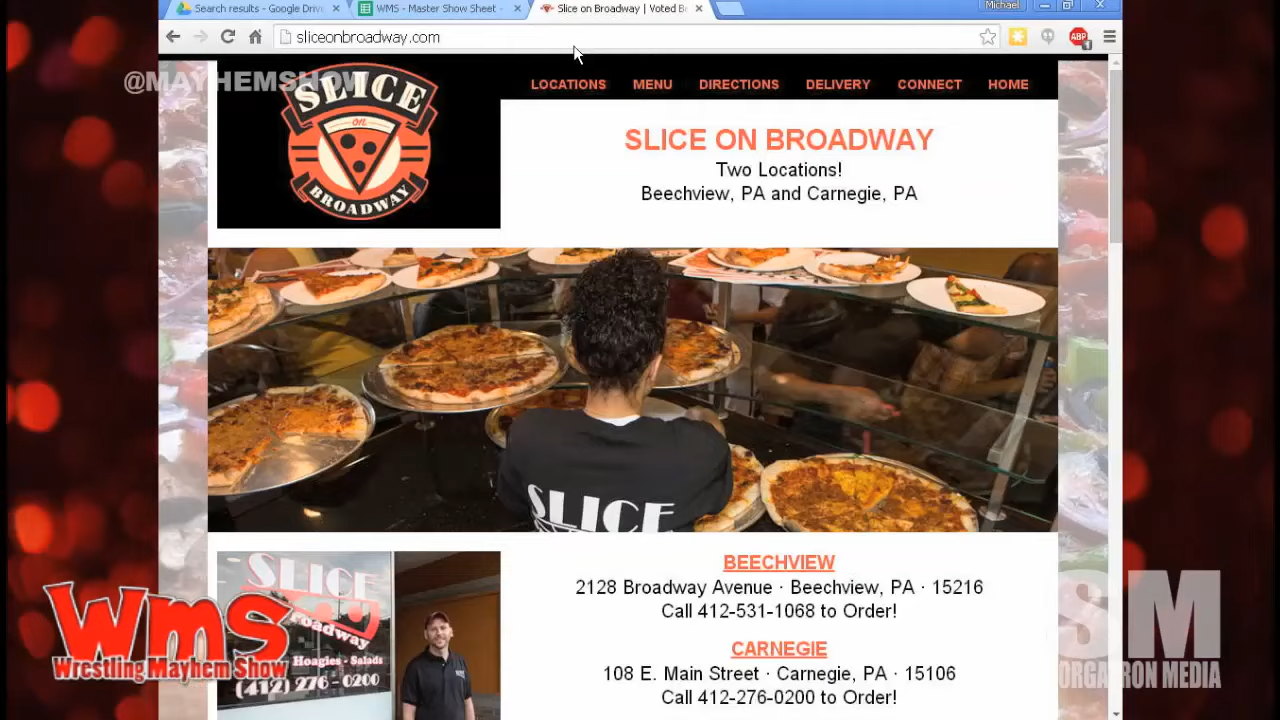 Search results - Google Driv
WMS - Master Show Sheet -
Slice on Broadway | Voted B
Michael
sliceonbroadway.com
ABP
1
@MAYHEMSHOW
SLICE
on
BROADWAY
LOCATIONS
MENU
DIRECTIONS
DELIVERY
CONNECT
HOME
SLICE ON BROADWAY
Two Locations!
Beechview, PA and Carnegie, PA
SLICE
BEECHVIEW
2128 Broadway Avenue · Beechview, PA · 15216
Call 412-531-1068 to Order!
CARNEGIE
108 E. Main Street · Carnegie, PA · 15106
Call 412-276-0200 to Order!
SLICE
roadway
Hoagies - Salads
(412) 276 - 0200
WMS
Wrestling Mayhem Show
SM
ORGATRON MEDIA